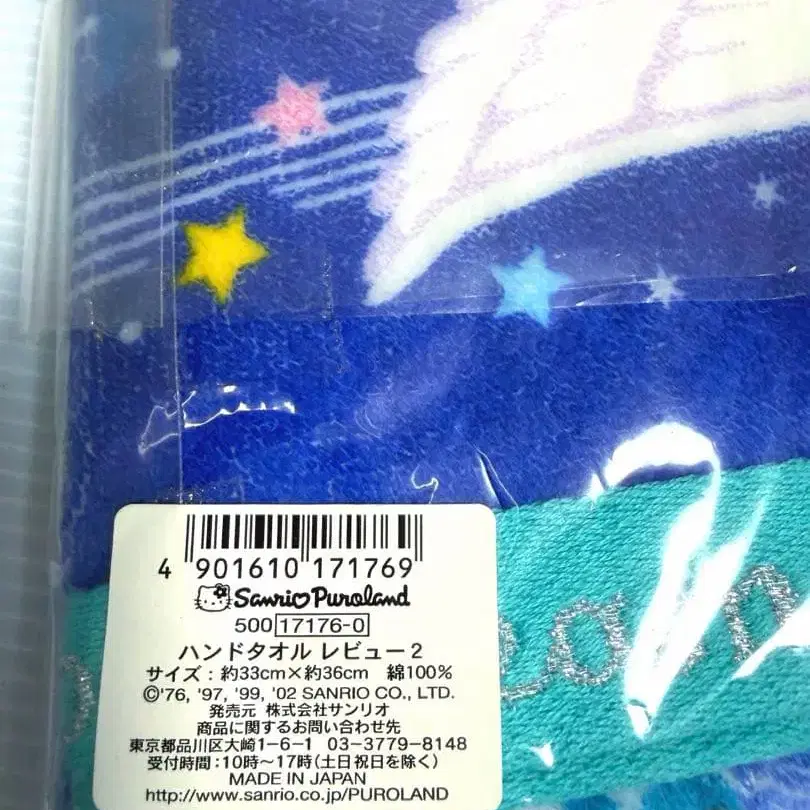 4 901610 171769
Sanrio Puroland
500 17176-0
ハンドタオル レビュー2
サイズ:約33cm×約36cm 綿100%
©'76, '97, '99, '02 SANRIO CO., LTD.
発売元 株式会社サンリオ
商品に関するお問い合わせ先
東京都品川区大崎1-6-1 03-3779-8148
受付時間:10時〜17時(土日祝日を除く)
MADE IN JAPAN
http://www.sanrio.co.jp/PUROLAND